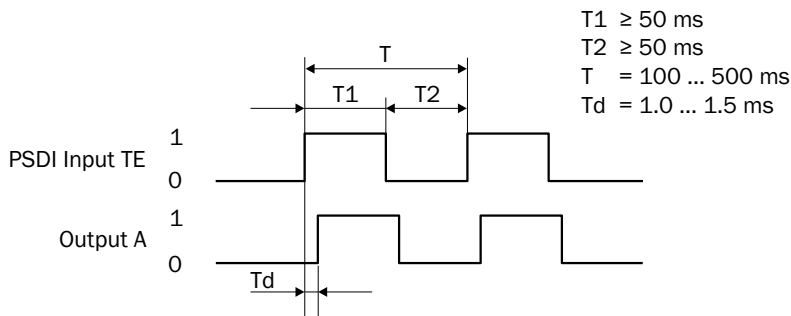 T1 ≥ 50 ms
T2 ≥ 50 ms
T = 100 ... 500 ms
Td = 1.0 ... 1.5 ms
T
T1 T2
PSDI Input TE 1
0
Output A 1
0
Td